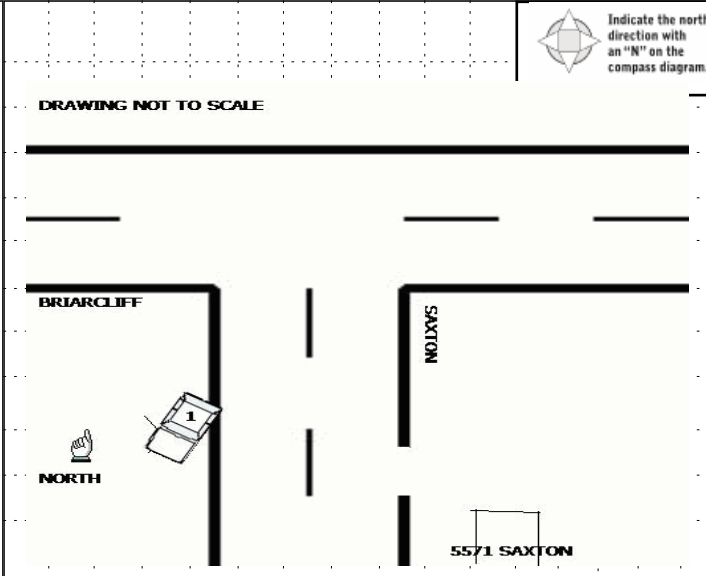 Indicate the north
direction with
an “N” on the
compass diagram.
DRAWING NOT TO SCALE
BRIARCLIFF
SAXTON
1
NORTH
5571 SAXTON